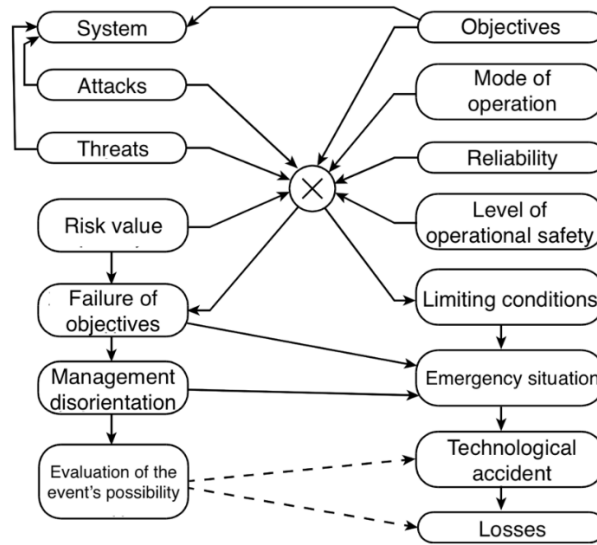 System
Objectives
Attacks
Mode of
operation
Threats
Reliability
Risk value
Level of
operational safety
Failure of
objectives
Limiting conditions
Management
disorientation
Emergency situation
Evaluation of the
event's possibility
Technological
accident
Losses